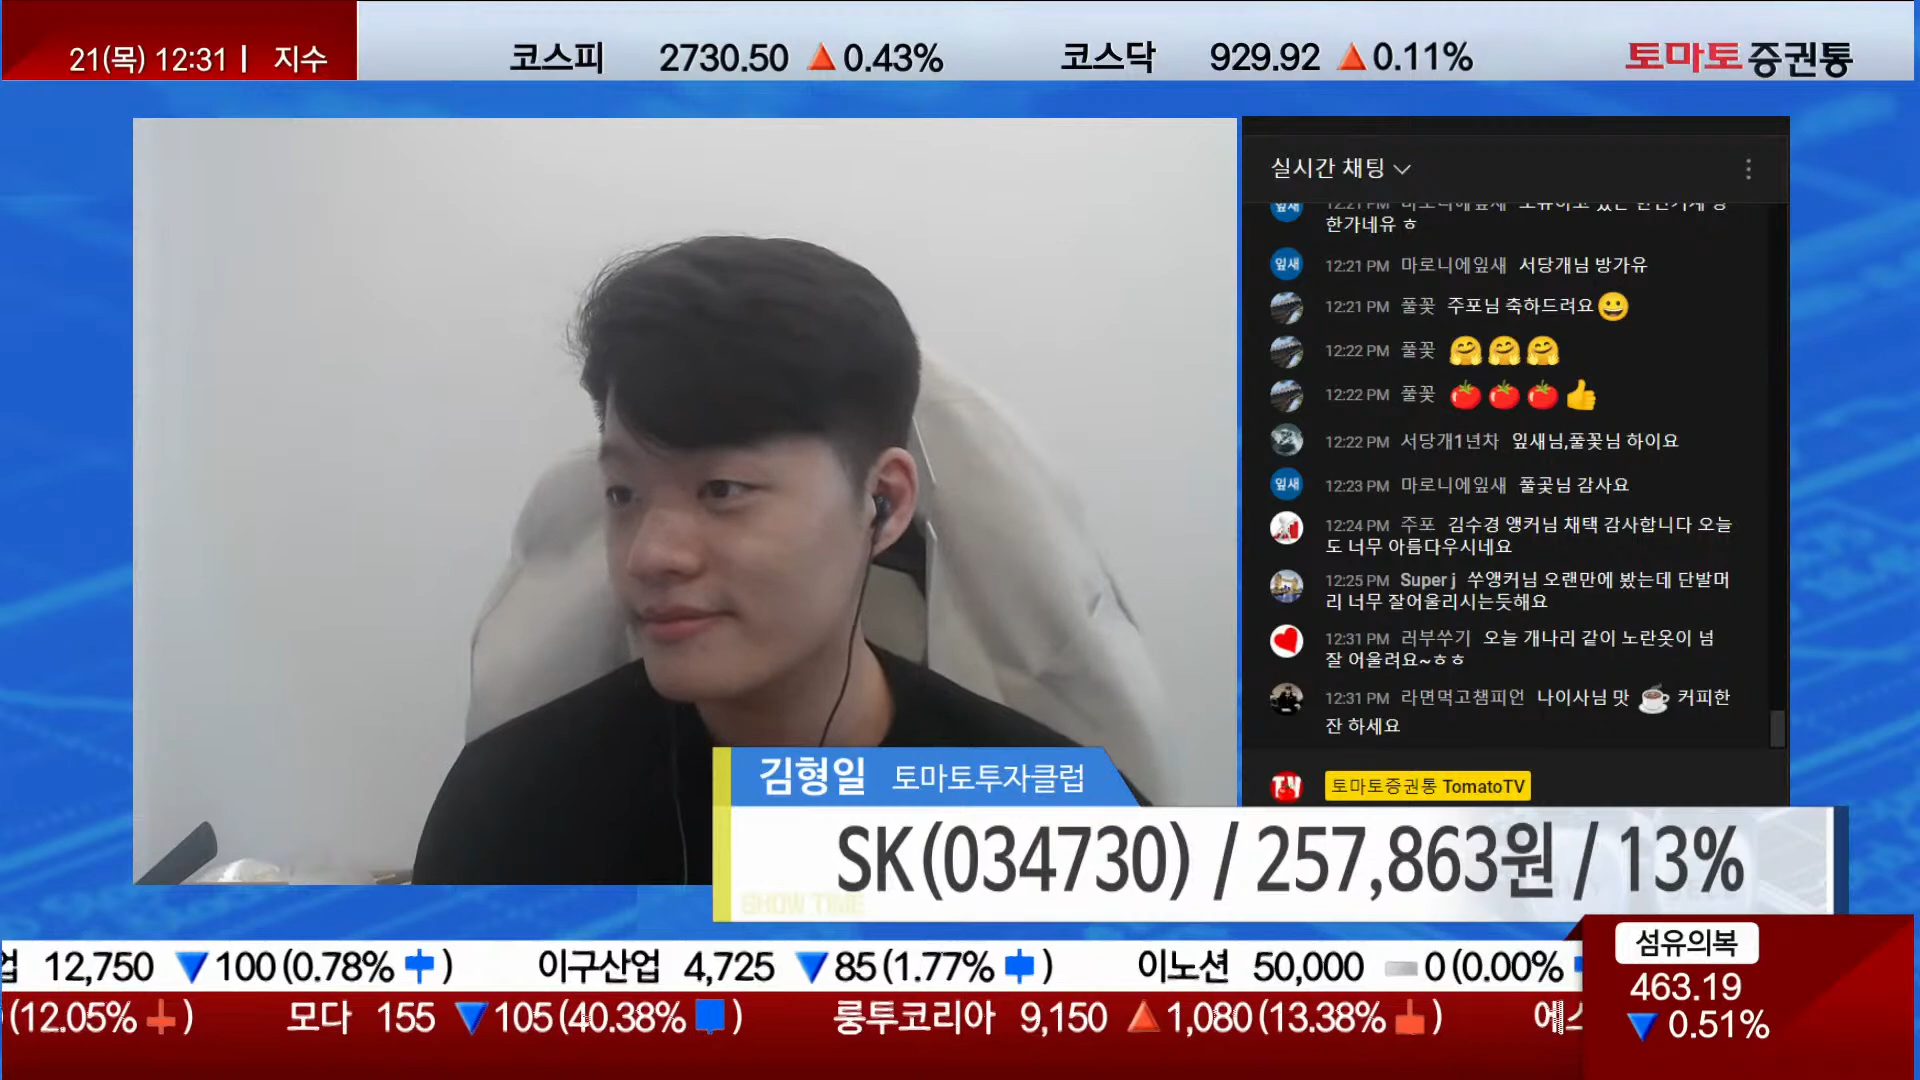 21(목) 12:31 | 지수
코스피 2730.50 ▲0.43% 코스닥 929.92 ▲0.11%
토마토증권통
실시간 채팅
한가네유 ㅎ
잎새 12:21 PM 마로니에잎새 서당개님 방가유
12:21 PM 풀꽃 주포님 축하드려요😀
12:22 PM 풀꽃 🤗🤗🤗
12:22 PM 풀꽃 🍅🍅🍅👍
12:22 PM 서당개1년차 잎새님,풀꽃님 하이요
잎새 12:23 PM 마로니에잎새 풀곷님 감사요
12:24 PM 주포 김수경 앵커님 채택 감사합니다 오늘
도 너무 아름다우시네요
12:25 PM Super j 쑤앵커님 오랜만에 봤는데 단발머
리 너무 잘어울리시는듯해요
12:31 PM 러부쑤기 오늘 개나리 같이 노란옷이 넘
잘 어울려요~ㅎㅎ
12:31 PM 라면먹고챔피언 나이사님 맛 ☕ 커피한
잔 하세요
토마토증권통 TomatoTV
김형일 토마토투자클럽
SK(034730) / 257,863원 / 13%
SHOW TIME
12,750 ▼100(0.78% ) 이구산업 4,725 ▼85(1.77% ) 이노션 50,000 0(0.00%
(12.05% ) 모다 155 ▼105(40.38% ) 룽투코리아 9,150 ▲1,080(13.38% )
섬유의복
463.19
▼ 0.51%